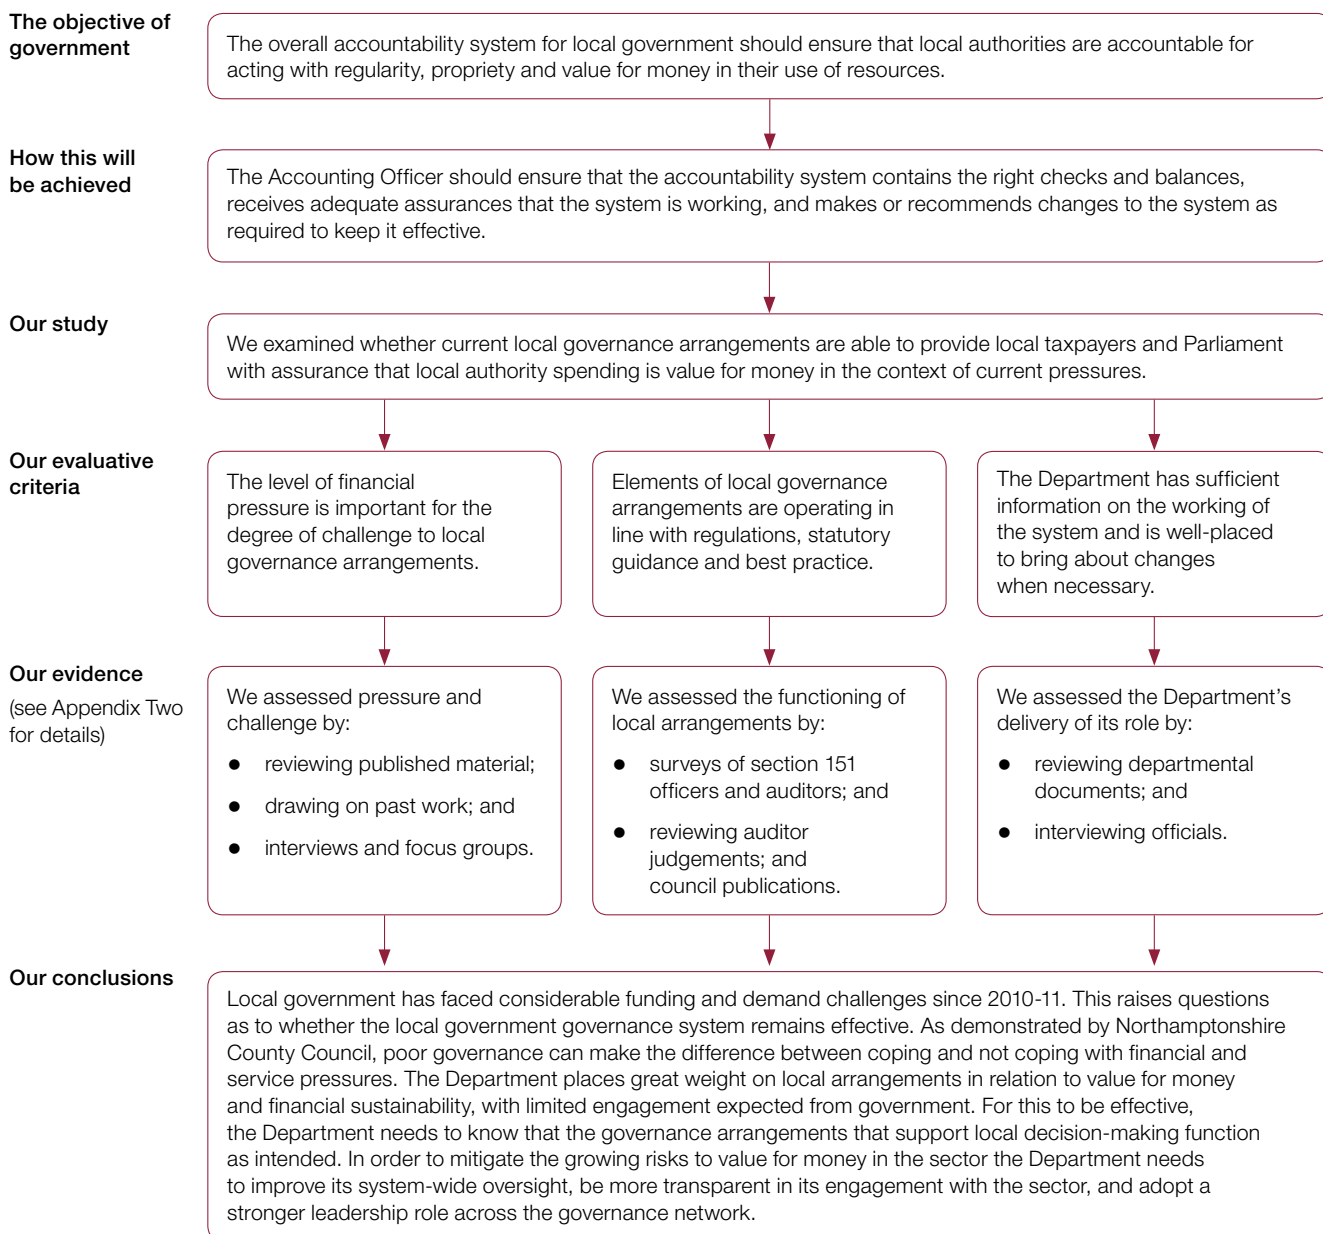 The objective of
government
The overall accountability system for local government should ensure that local authorities are accountable for
acting with regularity, propriety and value for money in their use of resources.
How this will
be achieved
The Accounting Officer should ensure that the accountability system contains the right checks and balances,
receives adequate assurances that the system is working, and makes or recommends changes to the system as
required to keep it effective.
Our study
We examined whether current local governance arrangements are able to provide local taxpayers and Parliament
with assurance that local authority spending is value for money in the context of current pressures.
Our evaluative
criteria
The level of financial
pressure is important for the
degree of challenge to local
governance arrangements.
Elements of local governance
arrangements are operating in
line with regulations, statutory
guidance and best practice.
The Department has sufficient
information on the working of
the system and is well-placed
to bring about changes
when necessary.
Our evidence
(see Appendix Two
for details)
We assessed pressure and
challenge by:
● reviewing published material;
● drawing on past work; and
● interviews and focus groups.
We assessed the functioning of
local arrangements by:
● surveys of section 151
officers and auditors; and
● reviewing auditor
judgements; and
council publications.
We assessed the Department's
delivery of its role by:
● reviewing departmental
documents; and
● interviewing officials.
Our conclusions
Local government has faced considerable funding and demand challenges since 2010-11. This raises questions
as to whether the local government governance system remains effective. As demonstrated by Northamptonshire
County Council, poor governance can make the difference between coping and not coping with financial and
service pressures. The Department places great weight on local arrangements in relation to value for money
and financial sustainability, with limited engagement expected from government. For this to be effective,
the Department needs to know that the governance arrangements that support local decision-making function
as intended. In order to mitigate the growing risks to value for money in the sector the Department needs
to improve its system-wide oversight, be more transparent in its engagement with the sector, and adopt a
stronger leadership role across the governance network.